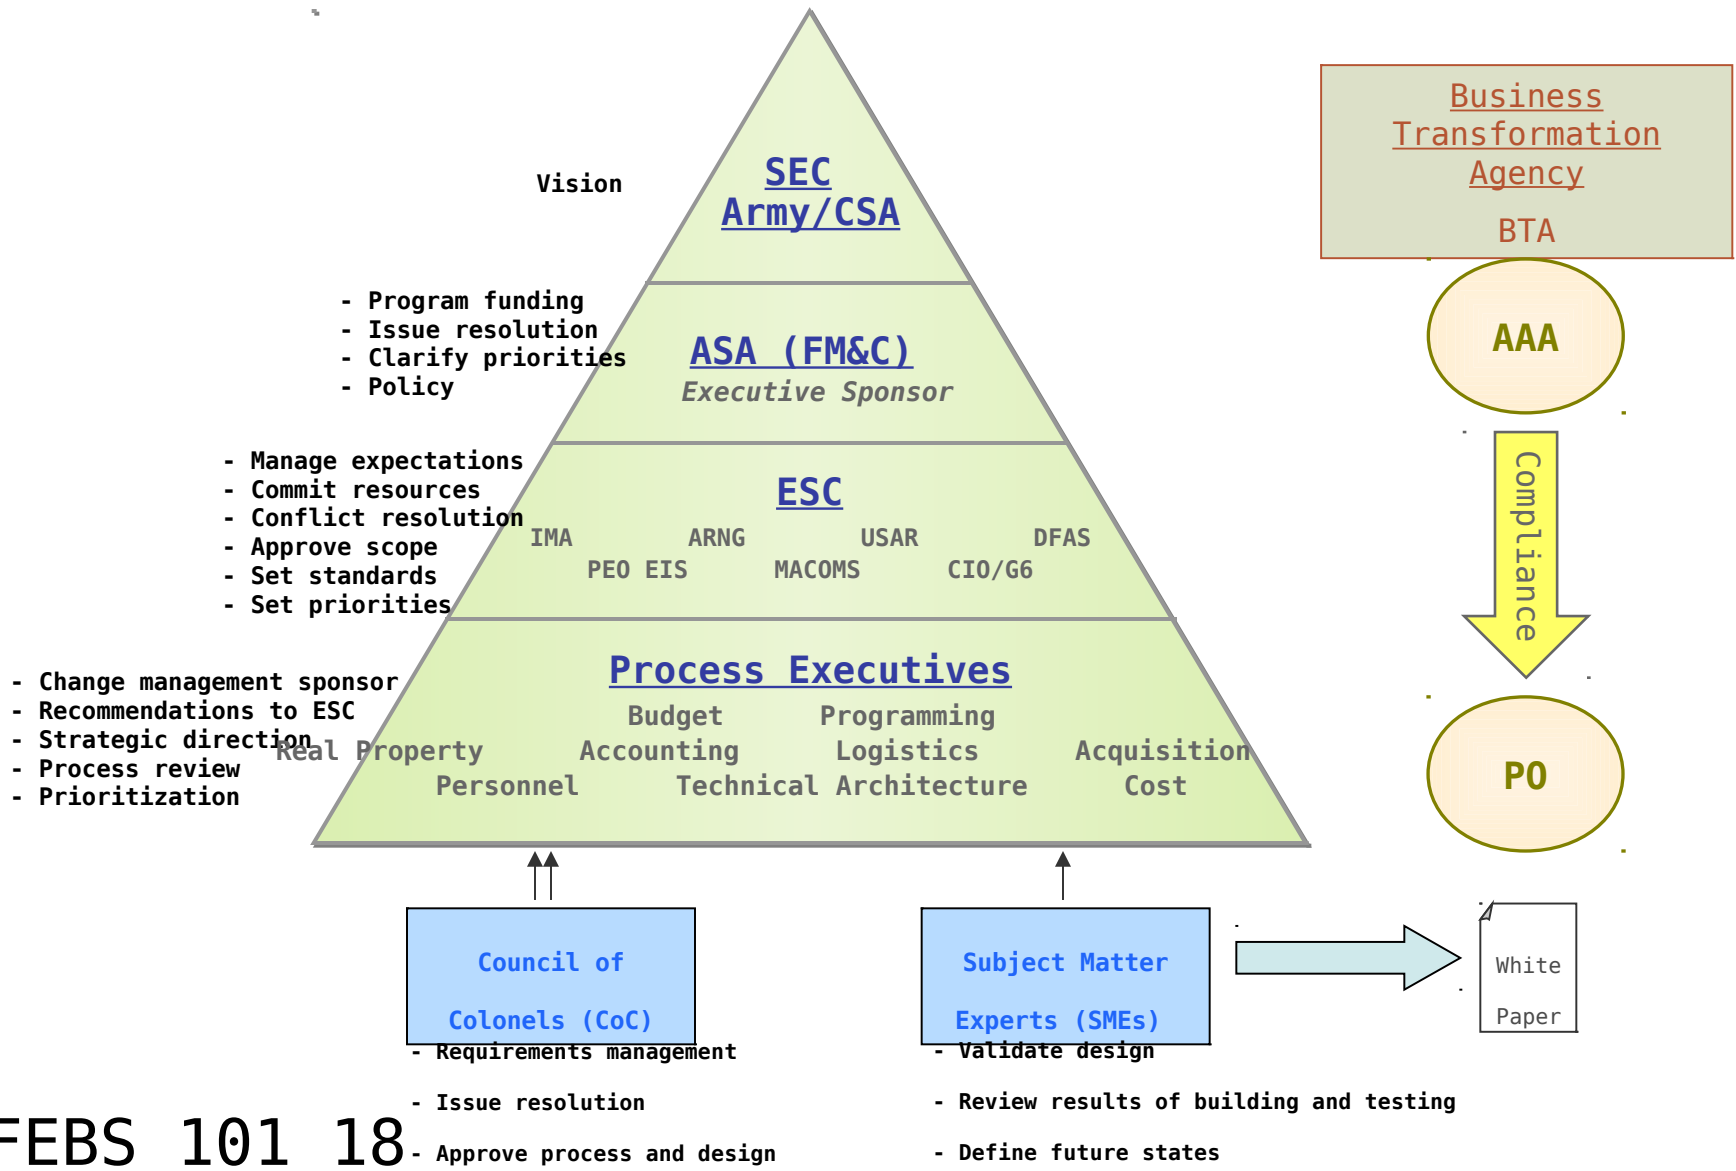 Vision
SEC
Army/CSA
- Program funding
- Issue resolution
- Clarify priorities
- Policy
ASA (FM&C)
Executive Sponsor
- Manage expectations
- Commit resources
- Conflict resolution
- Approve scope
- Set standards
- Set priorities
ESC
IMA ARNG USAR DFAS
PEO EIS MACOMS CIO/G6
- Change management sponsor
- Recommendations to ESC
- Strategic direction
- Process review
- Prioritization
Process Executives
Budget Programming
Real Property Accounting Logistics Acquisition
Personnel Technical Architecture Cost
Business
Transformation
Agency
BTA
AAA
Compliance
PO
Council of
Colonels (CoC)
- Requirements management
- Issue resolution
- Approve process and design
Subject Matter
Experts (SMEs)
- Validate design
- Review results of building and testing
- Define future states
White
Paper
FEBS 101 18